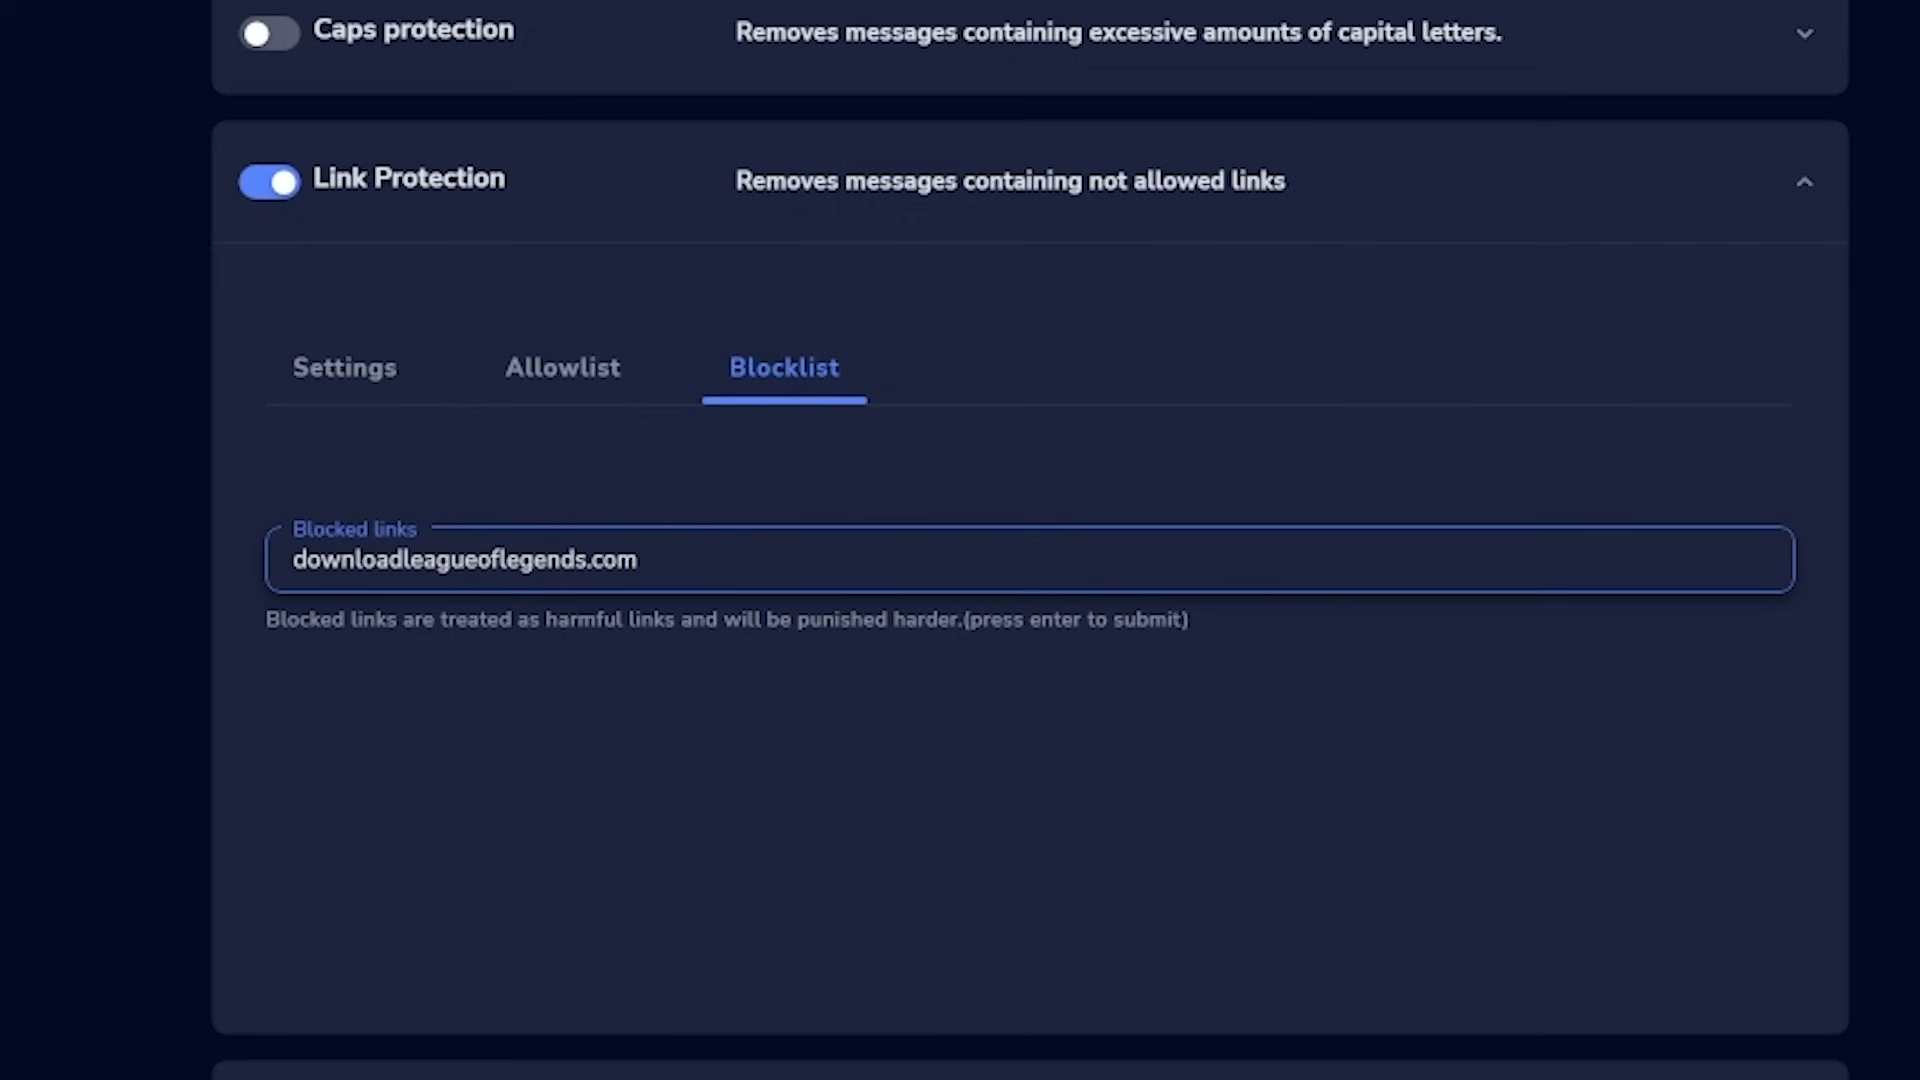 Caps protection
Removes messages containing excessive amounts of capital letters.
Link Protection
Removes messages containing not allowed links
Settings
Allowlist
Blocklist
Blocked links
downloadleagueoflegends.com
Blocked links are treated as harmful links and will be punished harder.(press enter to submit)